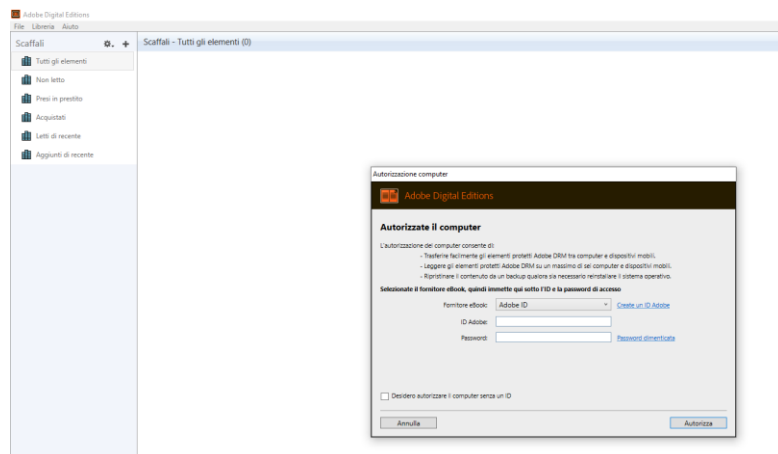 Adobe Digital Editions
File Libreria Aiuto
Scaffali
Scaffali - Tutti gli elementi (0)
Tutti gli elementi
Non letto
Presi in prestito
Acquistati
Letti di recente
Aggiunti di recente
Autorizzazione computer
Adobe Digital Editions
Autorizzate il computer
L'autorizzazione del computer consente di:
- Trasferire facilmente gli elementi protetti Adobe DRM tra computer e dispositivi mobili.
- Leggere gli elementi protetti Adobe DRM su un massimo di sei computer e dispositivi mobili.
- Ripristinare il contenuto da un backup qualora sia necessario reinstallare il sistema operativo.
Selezionate il fornitore eBook, quindi immette qui sotto l'ID e la password di accesso
Fornitore eBook: Adobe ID Create un ID Adobe
ID Adobe:
Password: Password dimenticata
Desidero autorizzare il computer senza un ID
Annulla Autorizza